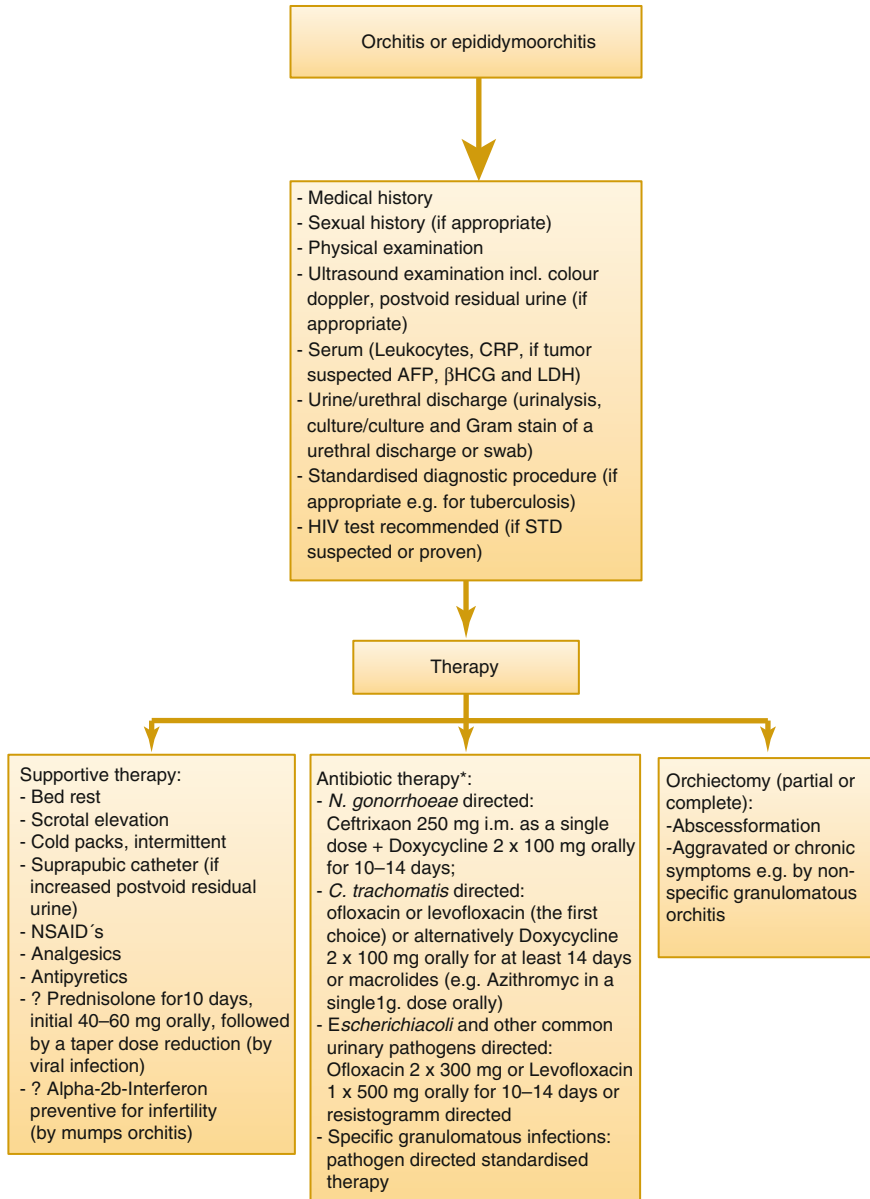 Orchitis or epididymoorchitis
- Medical history
- Sexual history (if appropriate)
- Physical examination
- Ultrasound examination incl. colour
doppler, postvoid residual urine (if
appropriate)
- Serum (Leukocytes, CRP, if tumor
suspected AFP, βHCG and LDH)
- Urine/urethral discharge (urinalysis,
culture/culture and Gram stain of a
urethral discharge or swab)
- Standardised diagnostic procedure (if
appropriate e.g. for tuberculosis)
- HIV test recommended (if STD
suspected or proven)
Therapy
Supportive therapy:
- Bed rest
- Scrotal elevation
- Cold packs, intermittent
- Suprapubic catheter (if
increased postvoid residual
urine)
- NSAID´s
- Analgesics
- Antipyretics
- ? Prednisolone for10 days,
initial 40–60 mg orally, followed
by a taper dose reduction (by
viral infection)
- ? Alpha-2b-Interferon
preventive for infertility
(by mumps orchitis)
Antibiotic therapy*:
- N. gonorrhoeae directed:
Ceftrixaon 250 mg i.m. as a single
dose + Doxycycline 2 x 100 mg orally
for 10–14 days;
- C. trachomatis directed:
ofloxacin or levofloxacin (the first
choice) or alternatively Doxycycline
2 x 100 mg orally for at least 14 days
or macrolides (e.g. Azithromyc in a
single1g. dose orally)
- Escherichiacoli and other common
urinary pathogens directed:
Ofloxacin 2 x 300 mg or Levofloxacin
1 x 500 mg orally for 10–14 days or
resistogramm directed
- Specific granulomatous infections:
pathogen directed standardised
therapy
Orchiectomy (partial or
complete):
-Abscessformation
-Aggravated or chronic
symptoms e.g. by non-
specific granulomatous
orchitis